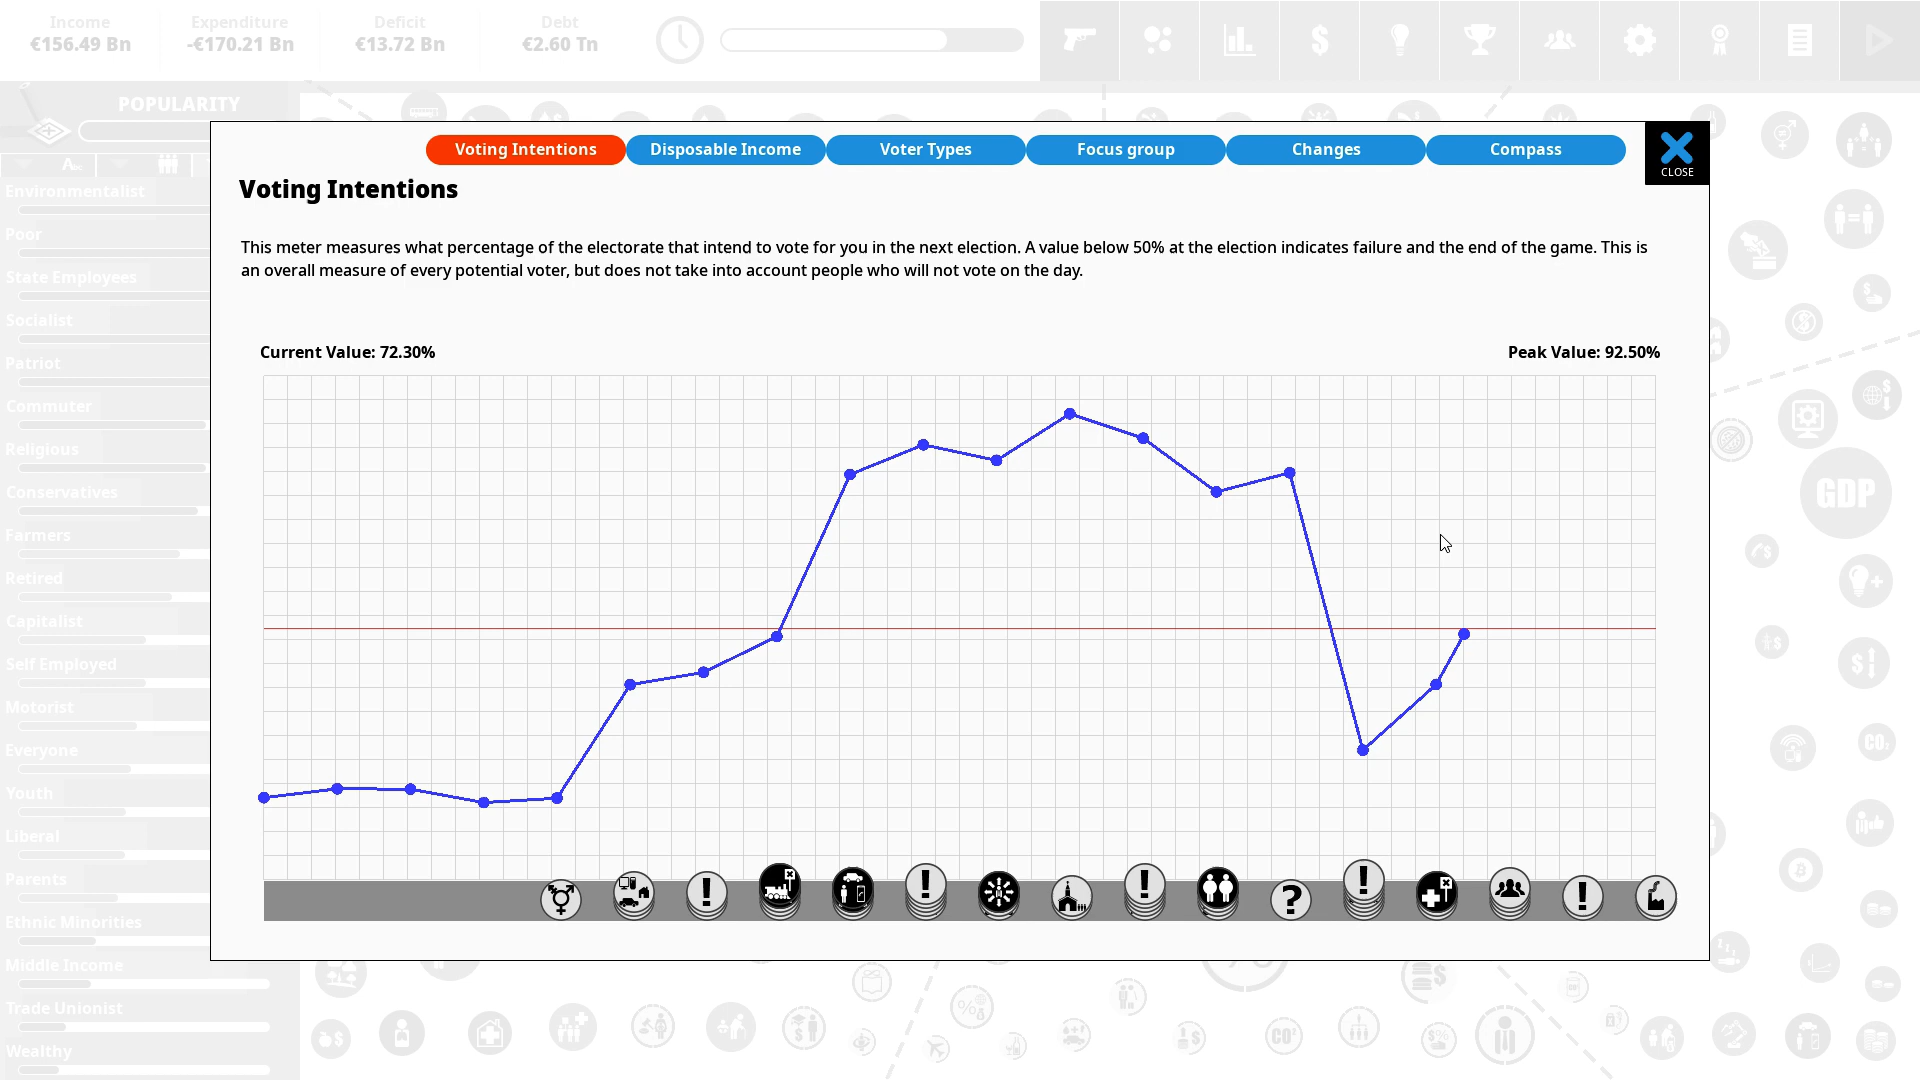 Income
€156.49 Bn
Expenditure
-€170.21 Bn
Deficit
€13.72 Bn
Debt
€2.60 Tn
POPULARITY
Environmentalist
Poor
State Employees
Socialist
Patriot
Commuter
Religious
Conservatives
Farmers
Retired
Capitalist
Self Employed
Motorist
Everyone
Youth
Liberal
Parents
Ethnic Minorities
Middle Income
Trade Unionist
Wealthy
Voting Intentions
Disposable Income
Voter Types
Focus group
Changes
Compass
CLOSE
Voting Intentions
This meter measures what percentage of the electorate that intend to vote for you in the next election. A value below 50% at the election indicates failure and the end of the game. This is
an overall measure of every potential voter, but does not take into account people who will not vote on the day.
Current Value: 72.30%
Peak Value: 92.50%
GDP
CO₂
CO²